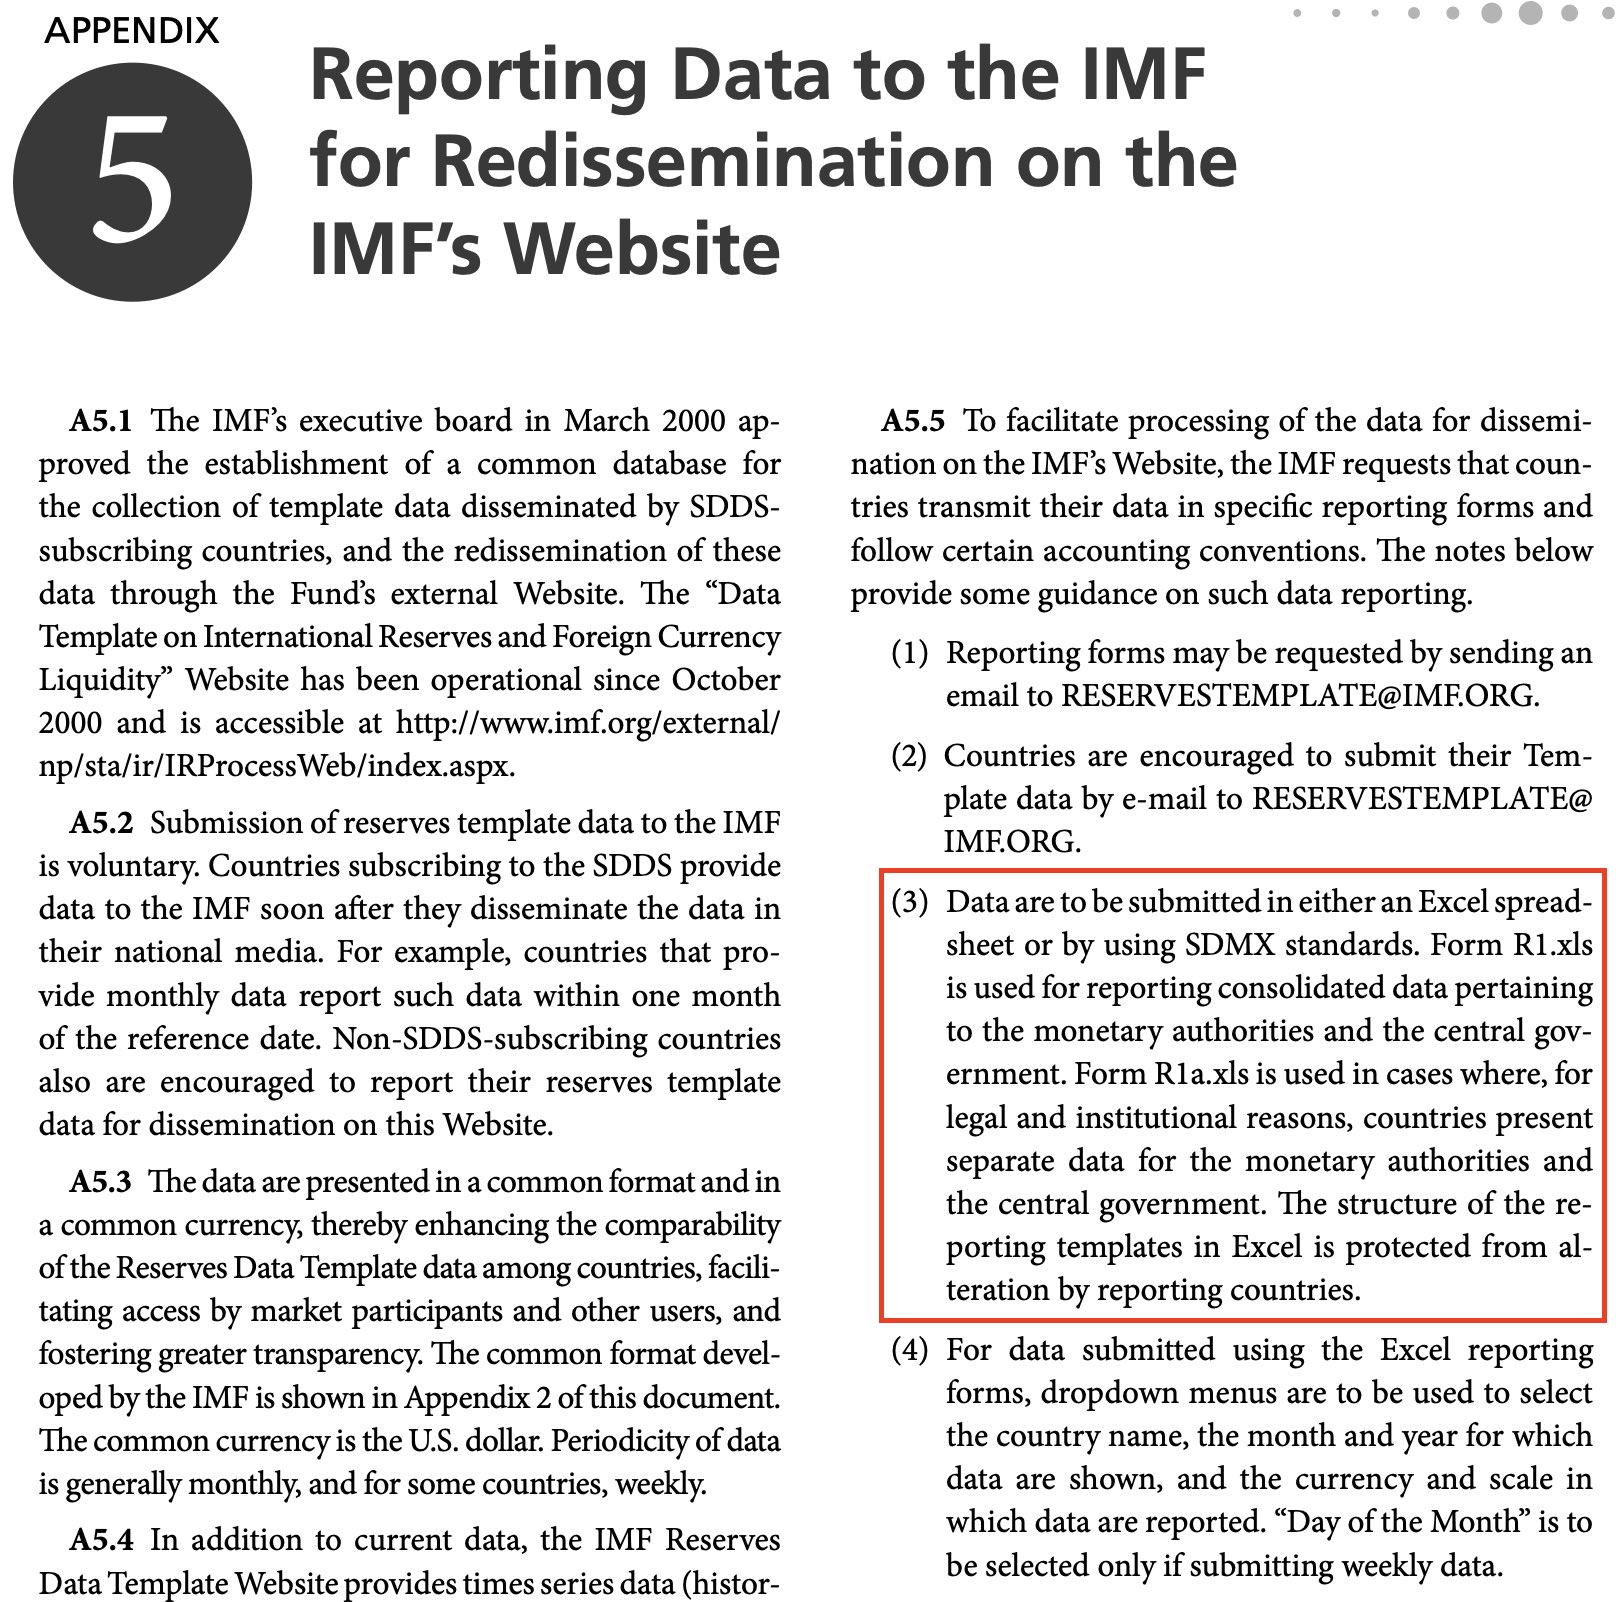 APPENDIX
5
Reporting Data to the IMF
for Redissemination on the
IMF’s Website
A5.1 The IMF’s executive board in March 2000 ap-
proved the establishment of a common database for
the collection of template data disseminated by SDDS-
subscribing countries, and the redissemination of these
data through the Fund’s external Website. The “Data
Template on International Reserves and Foreign Currency
Liquidity” Website has been operational since October
2000 and is accessible at http://www.imf.org/external/
np/sta/ir/IRProcessWeb/index.aspx.
A5.2 Submission of reserves template data to the IMF
is voluntary. Countries subscribing to the SDDS provide
data to the IMF soon after they disseminate the data in
their national media. For example, countries that pro-
vide monthly data report such data within one month
of the reference date. Non-SDDS-subscribing countries
also are encouraged to report their reserves template
data for dissemination on this Website.
A5.3 The data are presented in a common format and in
a common currency, thereby enhancing the comparability
of the Reserves Data Template data among countries, facili-
tating access by market participants and other users, and
fostering greater transparency. The common format devel-
oped by the IMF is shown in Appendix 2 of this document.
The common currency is the U.S. dollar. Periodicity of data
is generally monthly, and for some countries, weekly.
A5.4 In addition to current data, the IMF Reserves
Data Template Website provides times series data (histor-
A5.5 To facilitate processing of the data for dissemi-
nation on the IMF’s Website, the IMF requests that coun-
tries transmit their data in specific reporting forms and
follow certain accounting conventions. The notes below
provide some guidance on such data reporting.
(1) Reporting forms may be requested by sending an
email to RESERVESTEMPLATE@IMF.ORG.
(2) Countries are encouraged to submit their Tem-
plate data by e-mail to RESERVESTEMPLATE@
IMF.ORG.
(3) Data are to be submitted in either an Excel spread-
sheet or by using SDMX standards. Form R1.xls
is used for reporting consolidated data pertaining
to the monetary authorities and the central gov-
ernment. Form R1a.xls is used in cases where, for
legal and institutional reasons, countries present
separate data for the monetary authorities and
the central government. The structure of the re-
porting templates in Excel is protected from al-
teration by reporting countries.
(4) For data submitted using the Excel reporting
forms, dropdown menus are to be used to select
the country name, the month and year for which
data are shown, and the currency and scale in
which data are reported. “Day of the Month” is to
be selected only if submitting weekly data.